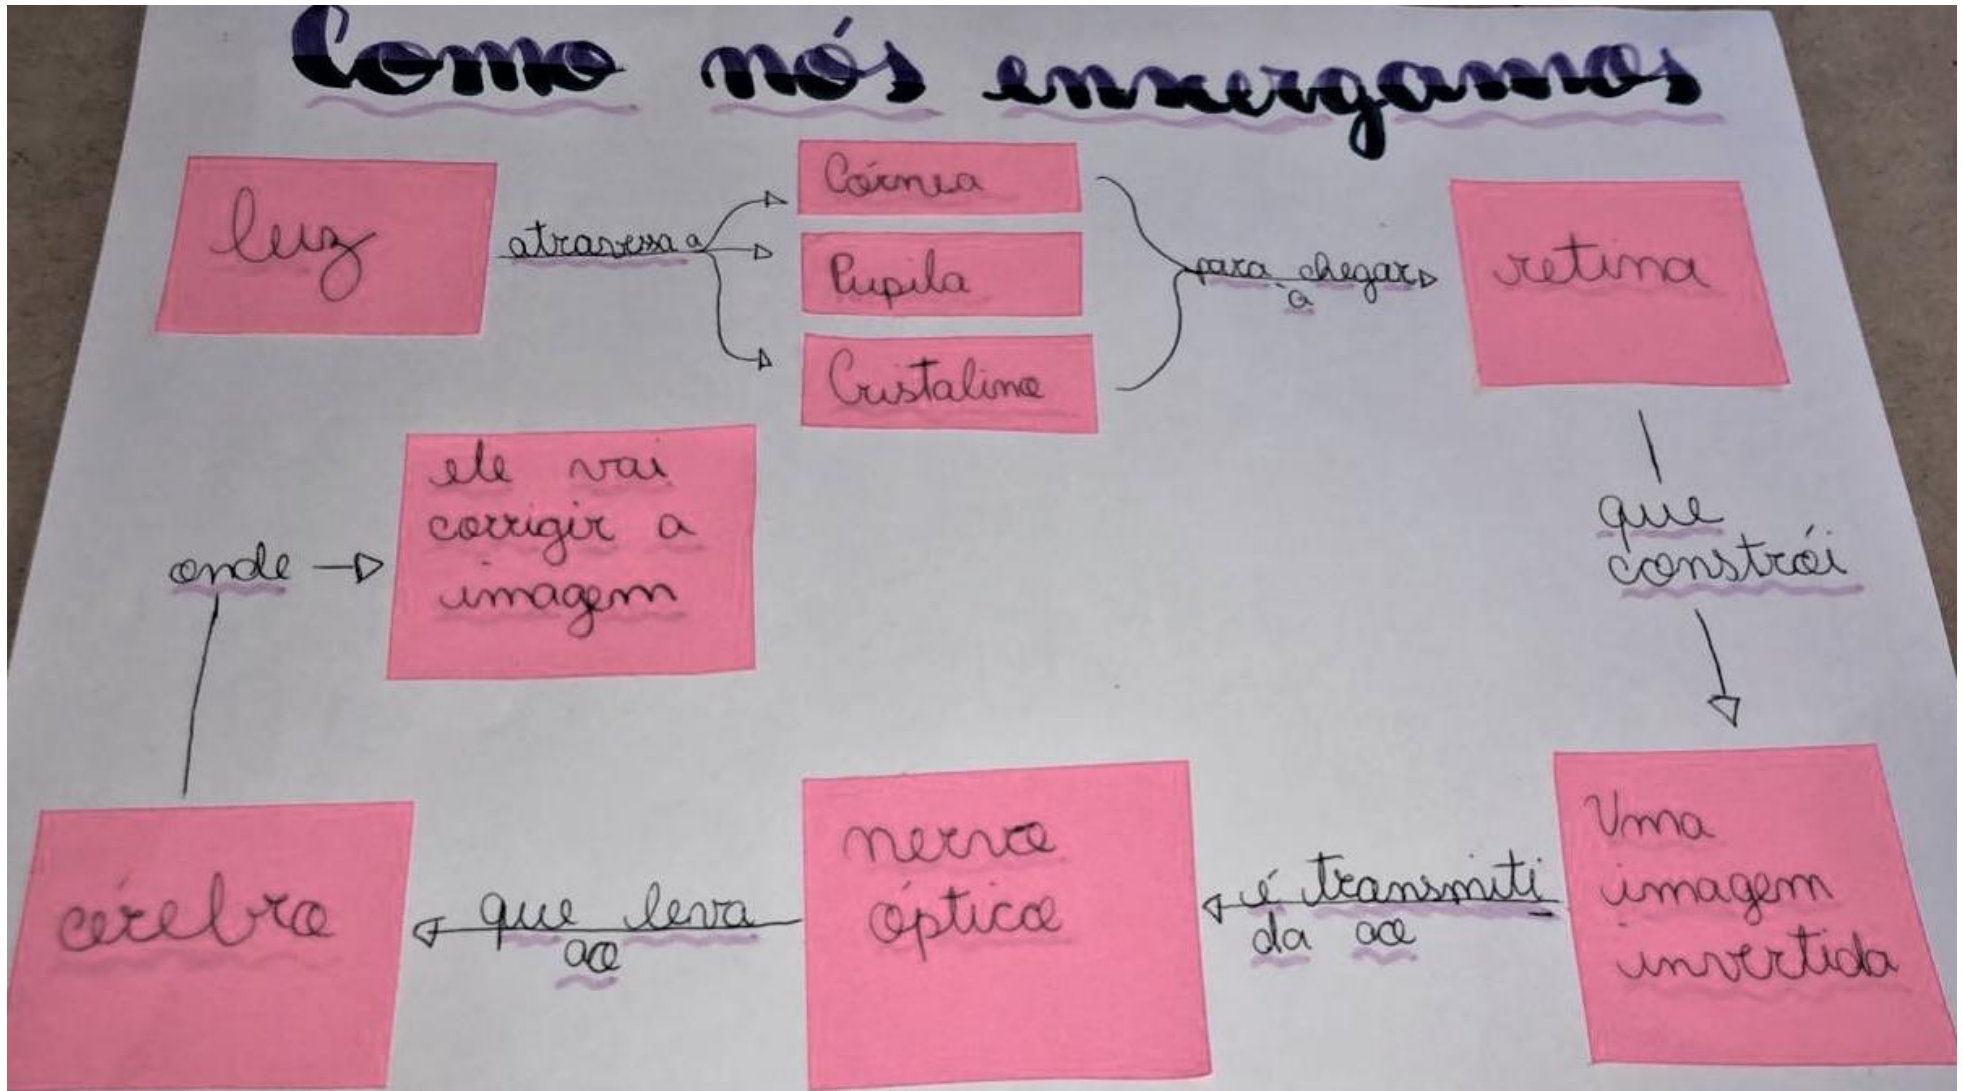 Como nós enxergamos
luz
atravessa a
Córnea
Pupila
Cristalino
para chegar
à
retina
que
constrói
Uma
imagem
invertida
é transmiti
da ao
nervo
óptico
que leva
ao
cérebro
onde
ele vai
corrigir a
imagem